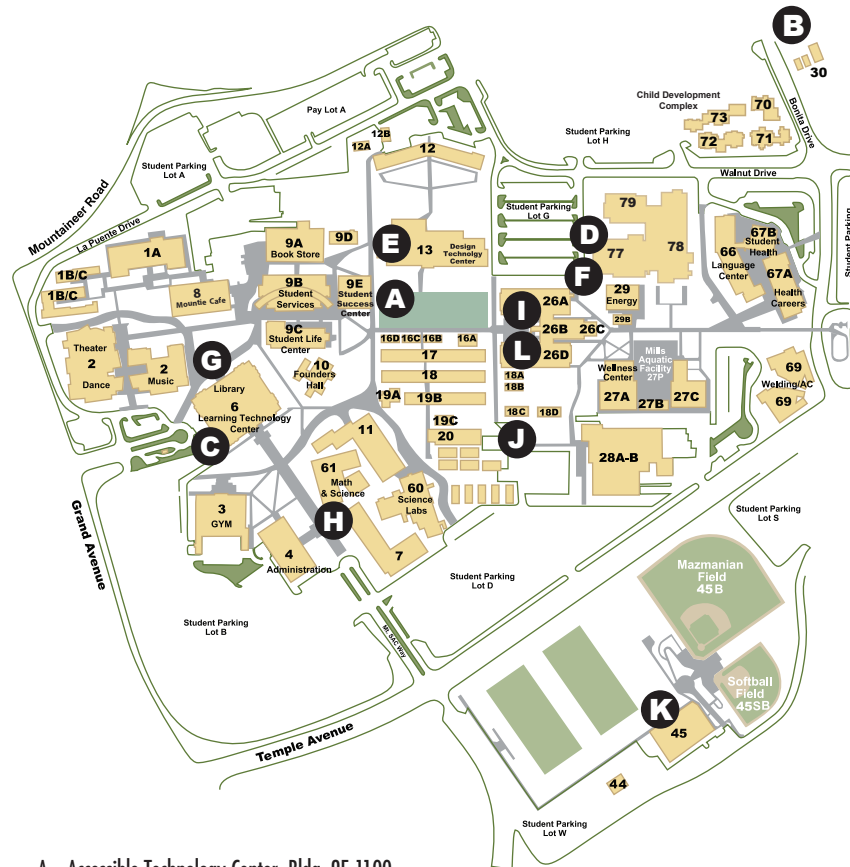 B
30
Child Development
Complex
70
73
72
71
Bonita Drive
Pay Lot A
Student Parking
Lot H
12B
12A
12
Student Parking
Lot A
Walnut Drive
Mountaineer Road
La Puente Drive
Student Parking
Lot G
79
77
78
D
67B
Student
Health
66
Language
Center
67A
Health
Careers
Student Parking
9A
Book Store
9D
E
13
Design
Technology
Center
1A
1B/C
1B/C
8
Mountie Cafe
9B
Student
Services
9E
Student
Success
Center
A
F
29
Energy
29B
I
26A
26B
26C
L
26D
9C
Student Life
Center
16D
16C
16B
16A
17
18
18A
18B
Theater
2
Dance
2
Music
G
10
Founders
Hall
Library
6
Learning Technology
Center
C
19A
19B
19C
20
18C
18D
J
Wellness
Center
Mills
Aquatic
Facility
27P
27A
27B
27C
69
Welding/AC
69
28A-B
11
61
Math
& Science
60
Science
Labs
H
7
3
GYM
4
Administration
Grand Avenue
Student Parking
Lot S
Student Parking
Lot D
Student Parking
Lot B
Mt. SAC Way
Mazmanian
Field
45B
Softball
Field
45SB
K
45
44
Temple Avenue
Student Parking
Lot W
A Accessible Technology Center, Bldg. 9E-1100